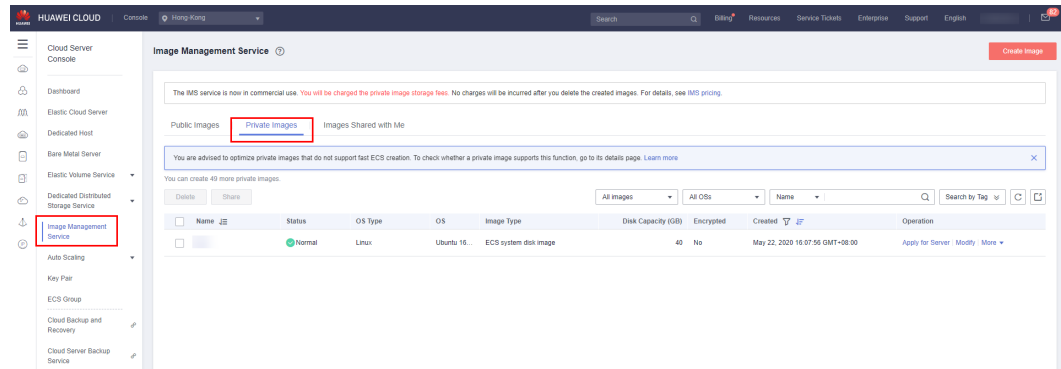 HUAWEI HUAWEI CLOUD Console Hong-Kong Search Billing Resources Service Tickets Enterprise Support English 82
Cloud Server
Console
Dashboard
Elastic Cloud Server
Dedicated Host
Bare Metal Server
Elastic Volume Service
Dedicated Distributed
Storage Service
Image Management
Service
Auto Scaling
Key Pair
ECS Group
Cloud Backup and
Recovery
Cloud Server Backup
Service
Image Management Service ?
Create Image
The IMS service is now in commercial use. You will be charged the private image storage fees. No charges will be incurred after you delete the created images. For details, see IMS pricing.
Public Images Private Images Images Shared with Me
You are advised to optimize private images that do not support fast ECS creation. To check whether a private image supports this function, go to its details page. Learn more
You can create 49 more private images.
Delete Share All images All OSs Name Search by Tag
Name Status OS Type OS Image Type Disk Capacity (GB) Encrypted Created Operation
Normal Linux Ubuntu 16... ECS system disk image 40 No May 22, 2020 16:07:56 GMT+08:00 Apply for Server Modify More